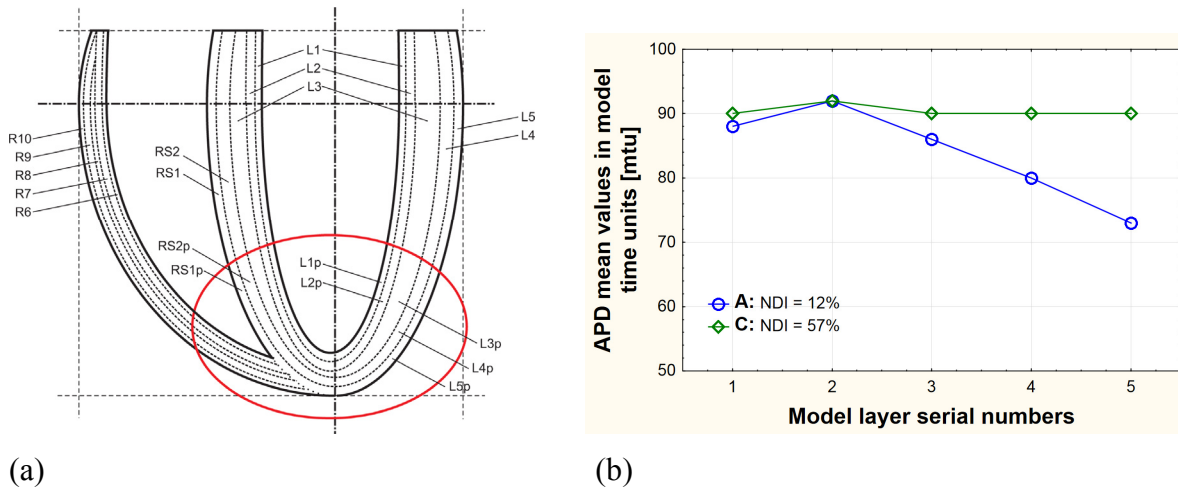 L1
L2
L3
L5
L4
R10
R9
R8
R7
R6
RS2
RS1
RS2p
RS1p
L1p
L2p
L3p
L4p
L5p
(a)
100
90
80
70
60
50
1 2 3 4 5
APD mean values in model
time units [mtu]
A: NDI = 12%
C: NDI = 57%
Model layer serial numbers
(b)